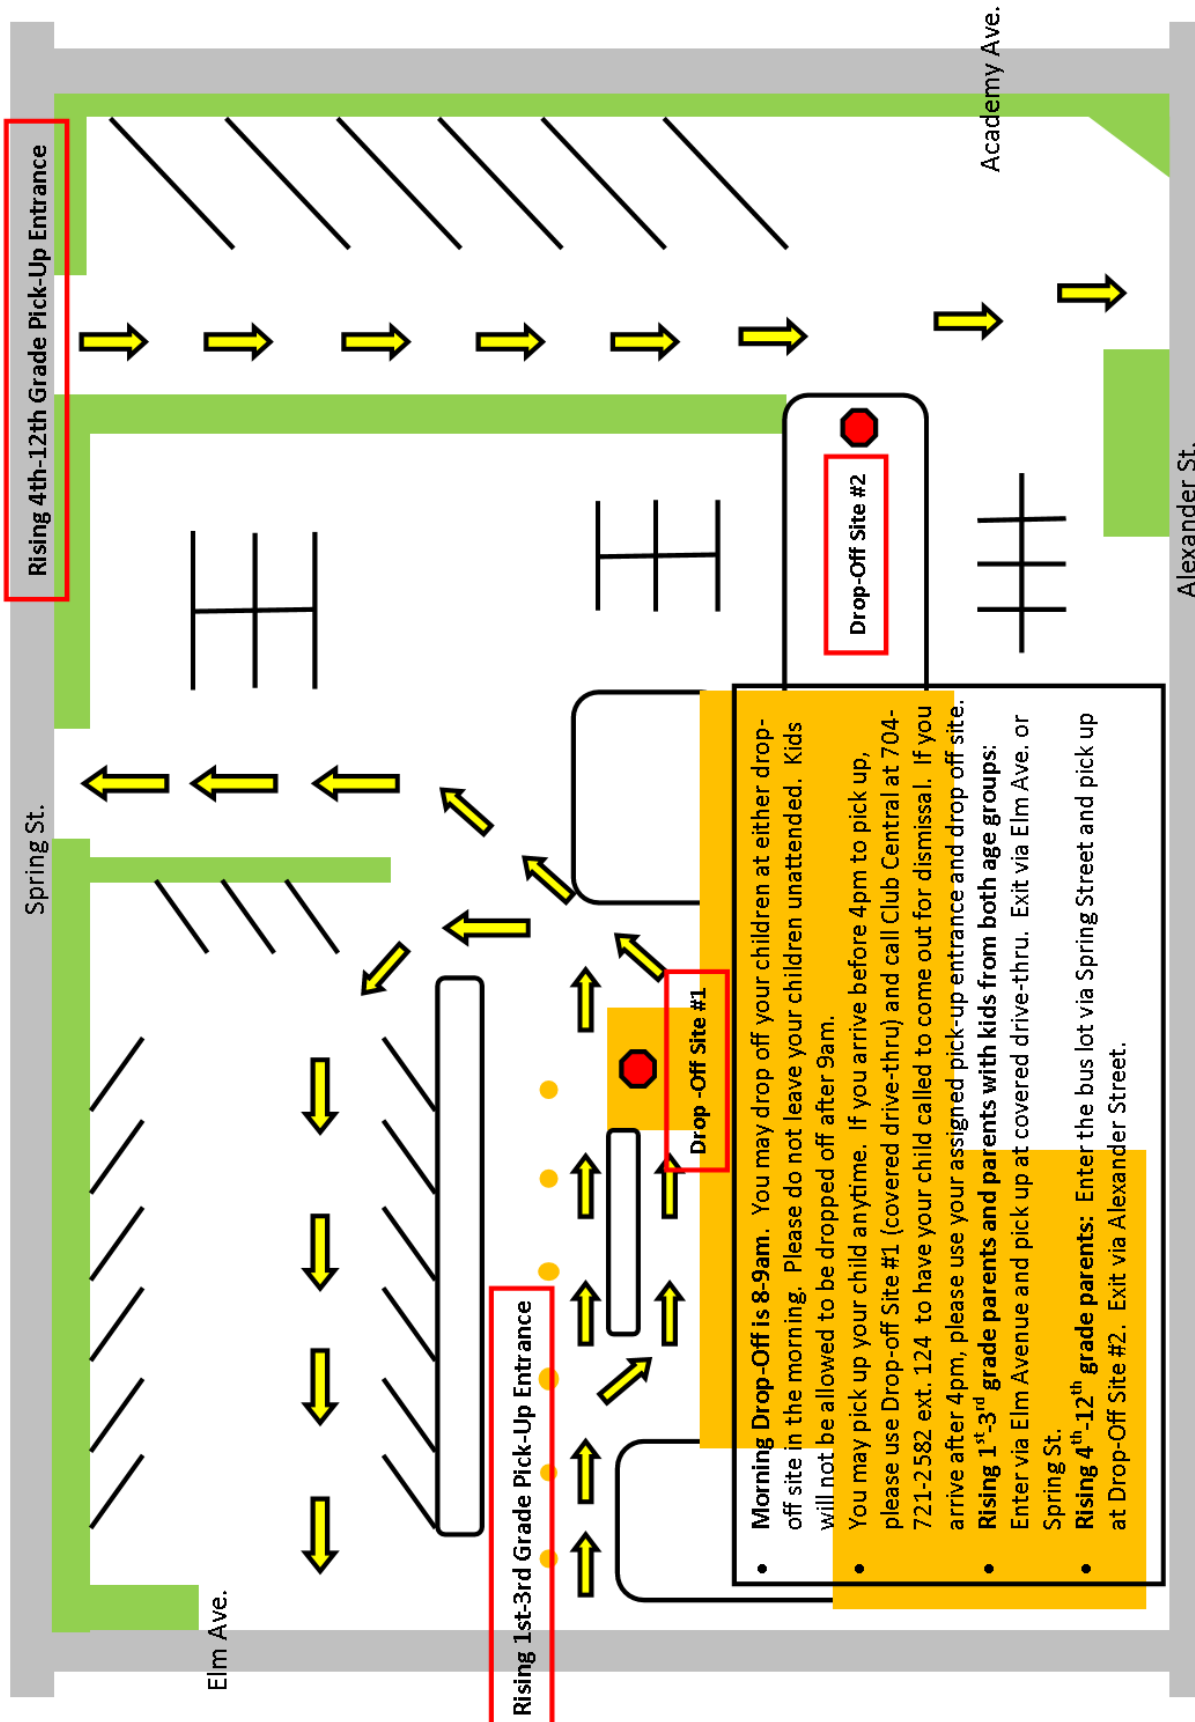 Rising 4th-12th Grade Pick-Up Entrance
Spring St.
Academy Ave.
Elm Ave.
Rising 1st-3rd Grade Pick-Up Entrance
Drop -Off Site #1
Drop-Off Site #2
• Morning Drop-Off is 8-9am. You may drop off your children at either drop-
off site in the morning. Please do not leave your children unattended. Kids
will not be allowed to be dropped off after 9am.
• You may pick up your child anytime. If you arrive before 4pm to pick up,
please use Drop-off Site #1 (covered drive-thru) and call Club Central at 704-
721-2582 ext. 124 to have your child called to come out for dismissal. If you
arrive after 4pm, please use your assigned pick-up entrance and drop off site.
• Rising 1st-3rd grade parents and parents with kids from both age groups:
Enter via Elm Avenue and pick up at covered drive-thru. Exit via Elm Ave. or
Spring St.
• Rising 4th-12th grade parents: Enter the bus lot via Spring Street and pick up
at Drop-Off Site #2. Exit via Alexander Street.
Alexander St.